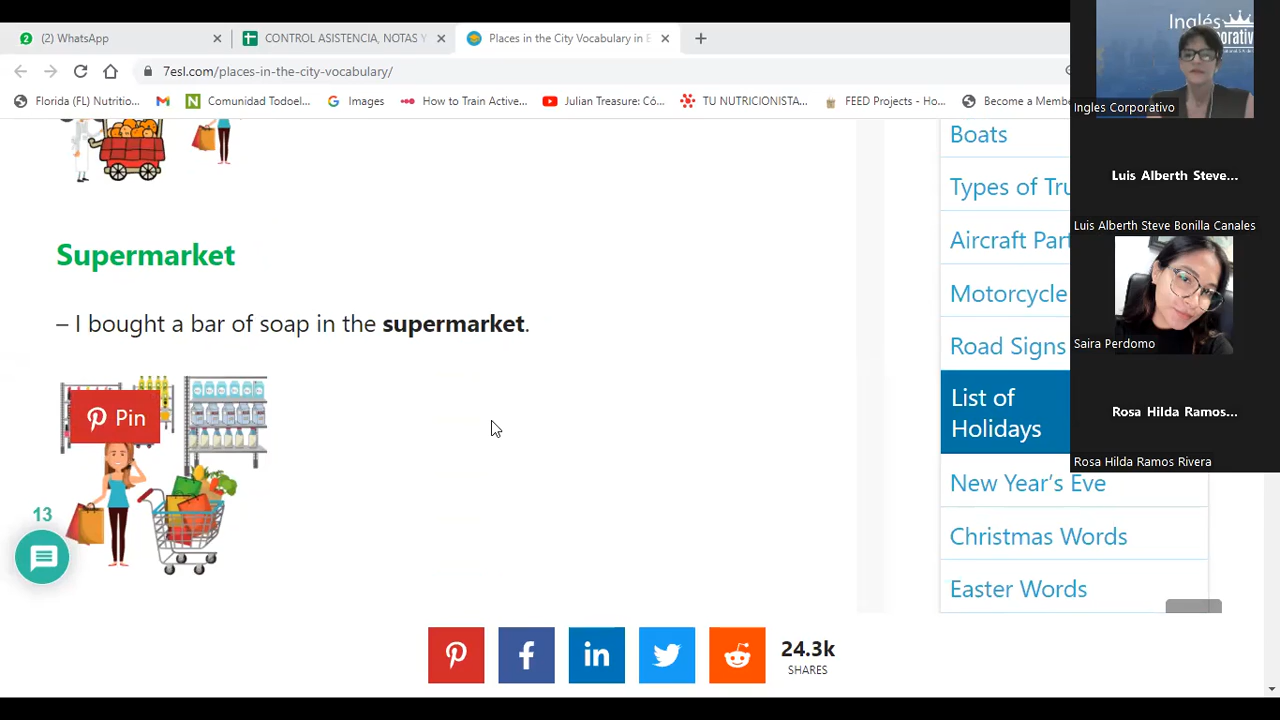 2
(2) WhatsApp
CONTROL ASISTENCIA, NOTAS Y
Places in the City Vocabulary in E
7esl.com/places-in-the-city-vocabulary/
Florida (FL) Nutritio...
Comunidad Todoel...
Images
How to Train Active...
Julian Treasure: Có...
TU NUTRICIONISTA...
FEED Projects - Ho...
Become a Membe
Supermarket
– I bought a bar of soap in the supermarket.
Pin
13
Boats
Types of Tru
Aircraft Part
Motorcycle
Road Signs
List of
Holidays
New Year’s Eve
Christmas Words
Easter Words
24.3k
SHARES
Inglés
Ingles Corporativo
Luis Alberth Steve...
Luis Alberth Steve Bonilla Canales
Saira Perdomo
Rosa Hilda Ramos...
Rosa Hilda Ramos Rivera